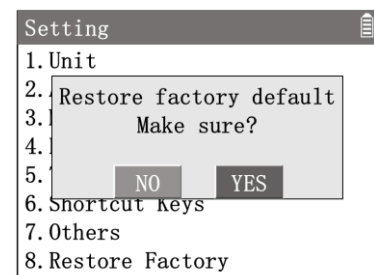 Setting
1.Unit
2.
Restore factory default
3.
Make sure?
4.
5.
NO YES
6.Shortcut Keys
7.Others
8.Restore Factory